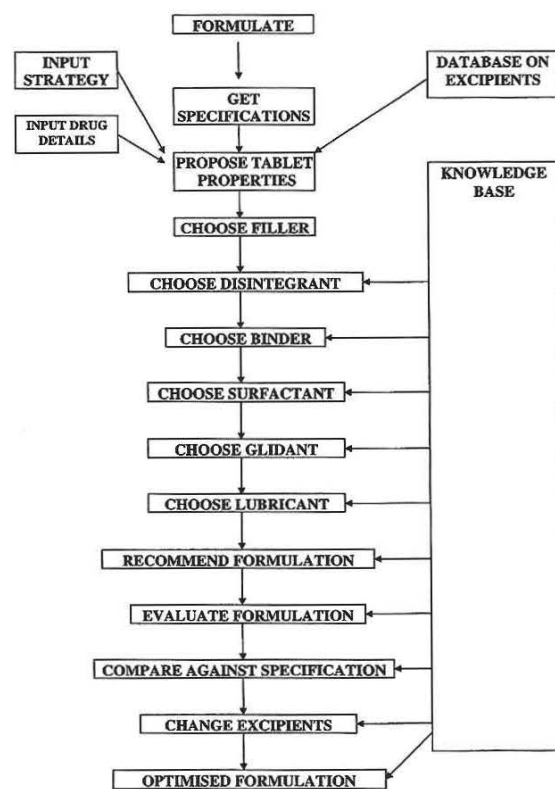 FORMULATE
INPUT
STRATEGY
DATABASE ON
EXCIPIENTS
GET
SPECIFICATIONS
INPUT DRUG
DETAILS
PROPOSE TABLET
PROPERTIES
KNOWLEDGE
BASE
CHOOSE FILLER
CHOOSE DISINTEGRANT
CHOOSE BINDER
CHOOSE SURFACTANT
CHOOSE GLIDANT
CHOOSE LUBRICANT
RECOMMEND FORMULATION
EVALUATE FORMULATION
COMPARE AGAINST SPECIFICATION
CHANGE EXCIPIENTS
OPTIMISED FORMULATION